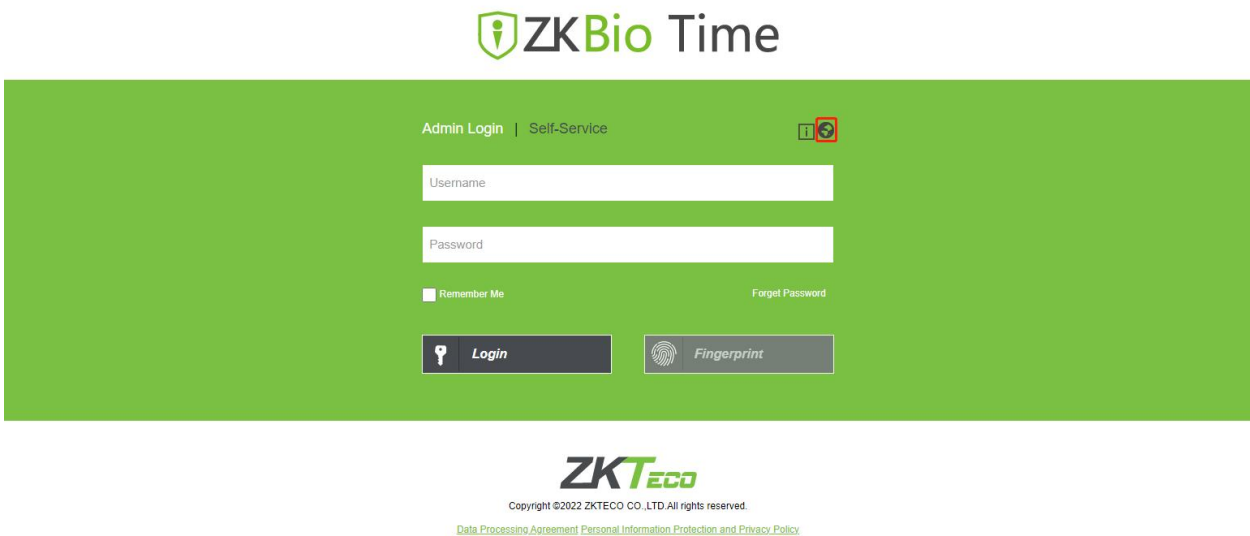 ZKBio Time
Admin Login | Self-Service
i
Username
Password
Remember Me Forget Password
Login Fingerprint
ZKTECO
Copyright ©2022 ZKTECO CO.,LTD.All rights reserved.
Data Processing Agreement Personal Information Protection and Privacy Policy